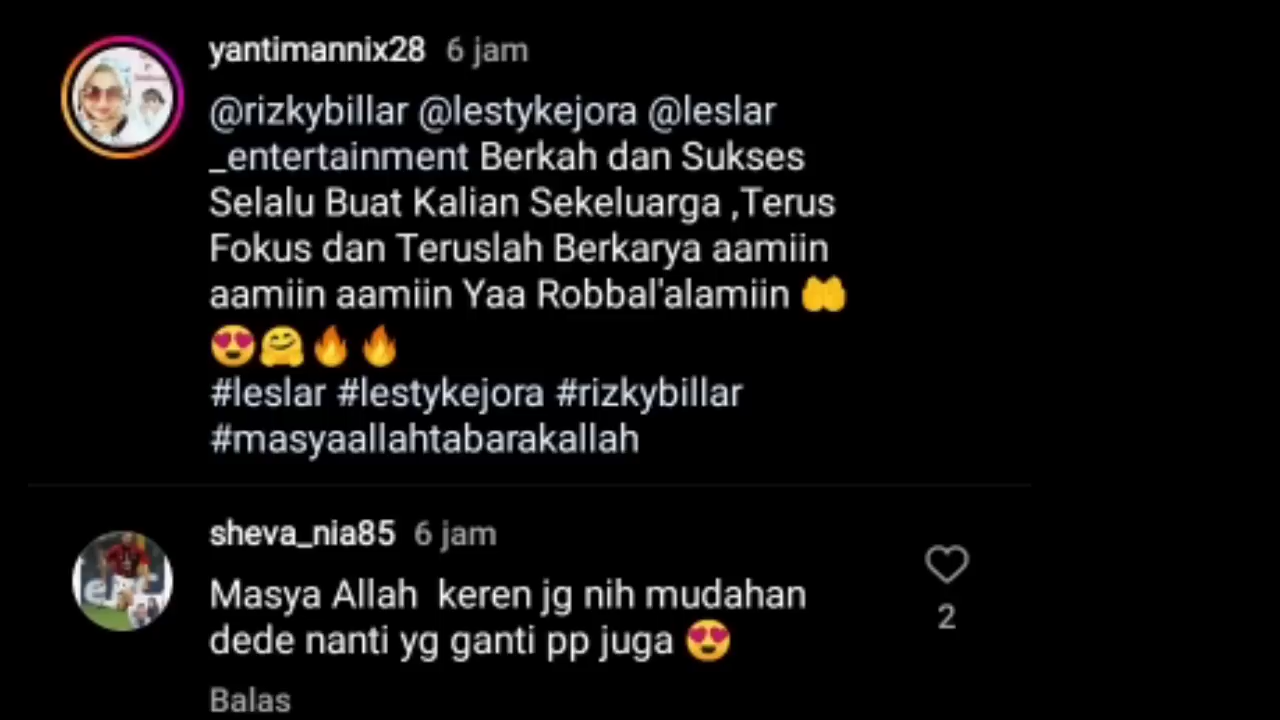 yantimannix28 6 jam
@rizkybillar @lestykejora @leslar
_entertainment Berkah dan Sukses
Selalu Buat Kalian Sekeluarga ,Terus
Fokus dan Teruslah Berkarya aamiin
aamiin aamiin Yaa Robbal'alamiin 🤲
😍🤗🔥🔥
#leslar #lestykejora #rizkybillar
#masyaallahtabarakallah
sheva_nia85 6 jam
Masya Allah keren jg nih mudahan
dede nanti yg ganti pp juga 😍
2
Balas